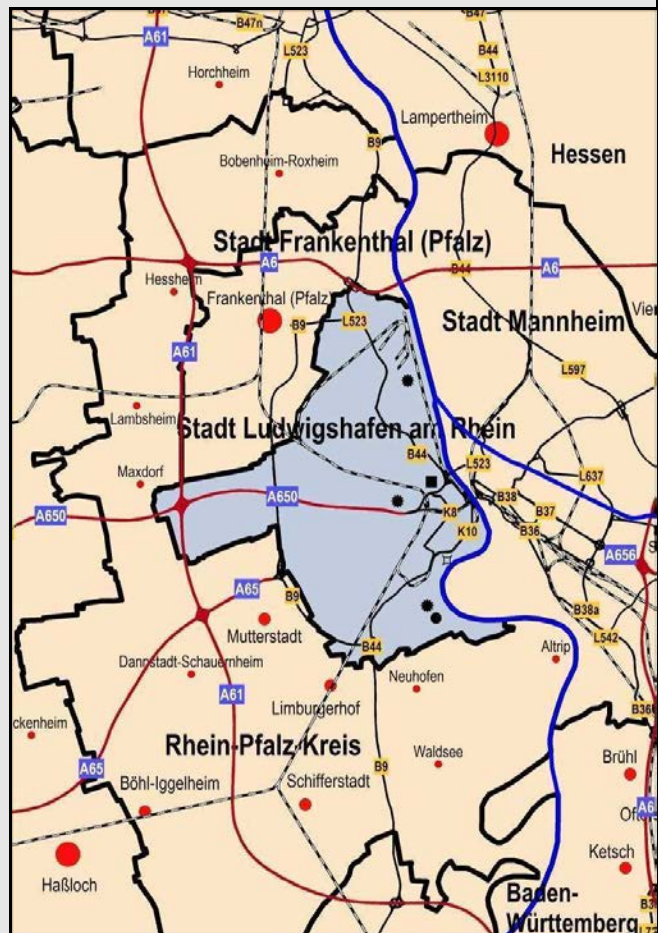 B47n
B47
A61
L523
B44
Horchheim
L3110
Lampertheim
B9
Hessen
Bobenheim-Roxheim
Stadt Frankenthal (Pfalz)
A6
B44
A6
Hessheim
Frankenthal (Pfalz)
Stadt Mannheim
B9
L523
A61
L597
Lambsheim
Stadt Ludwigshafen am Rhein
B44
L523
Maxdorf
L637
A650
A650
B38
K8
B37
K10
B36
A656
A65
B9
B38a
Mutterstadt
L542
B44
Altrip
Dannstadt-Schauernheim
Neuhofen
A61
Limburgerhof
B36
ckenheim
Rhein-Pfalz-Kreis
Waldsee
Brühl
A65
B9
Böhl-Iggelheim
Schifferstadt
A6
Ketsch
Haßloch
Baden-
Württemberg